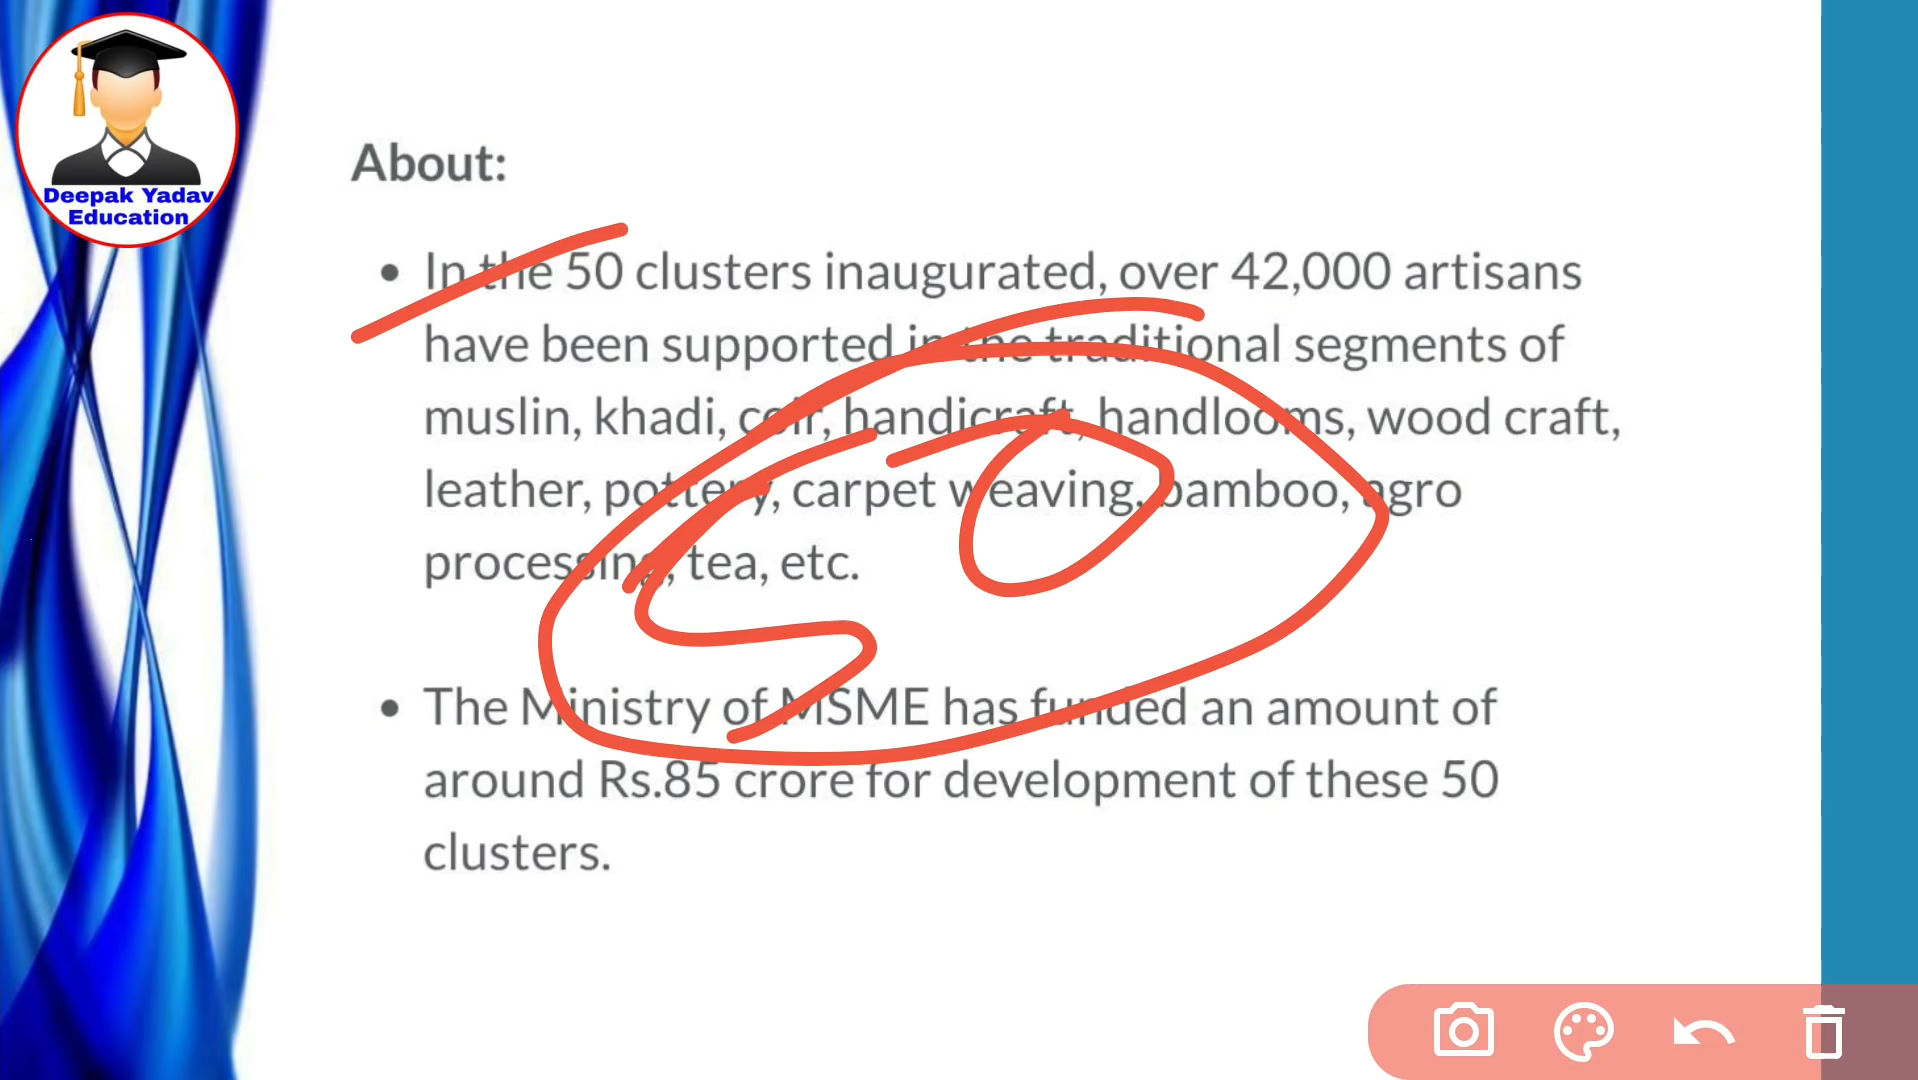 Deepak Yadav
Education
About:
• In the 50 clusters inaugurated, over 42,000 artisans
have been supported in the traditional segments of
muslin, khadi, coir, handicraft, handlooms, wood craft,
leather, pottery, carpet weaving, bamboo, agro
processing, tea, etc.
50
• The Ministry of MSME has funded an amount of
around Rs.85 crore for development of these 50
clusters.